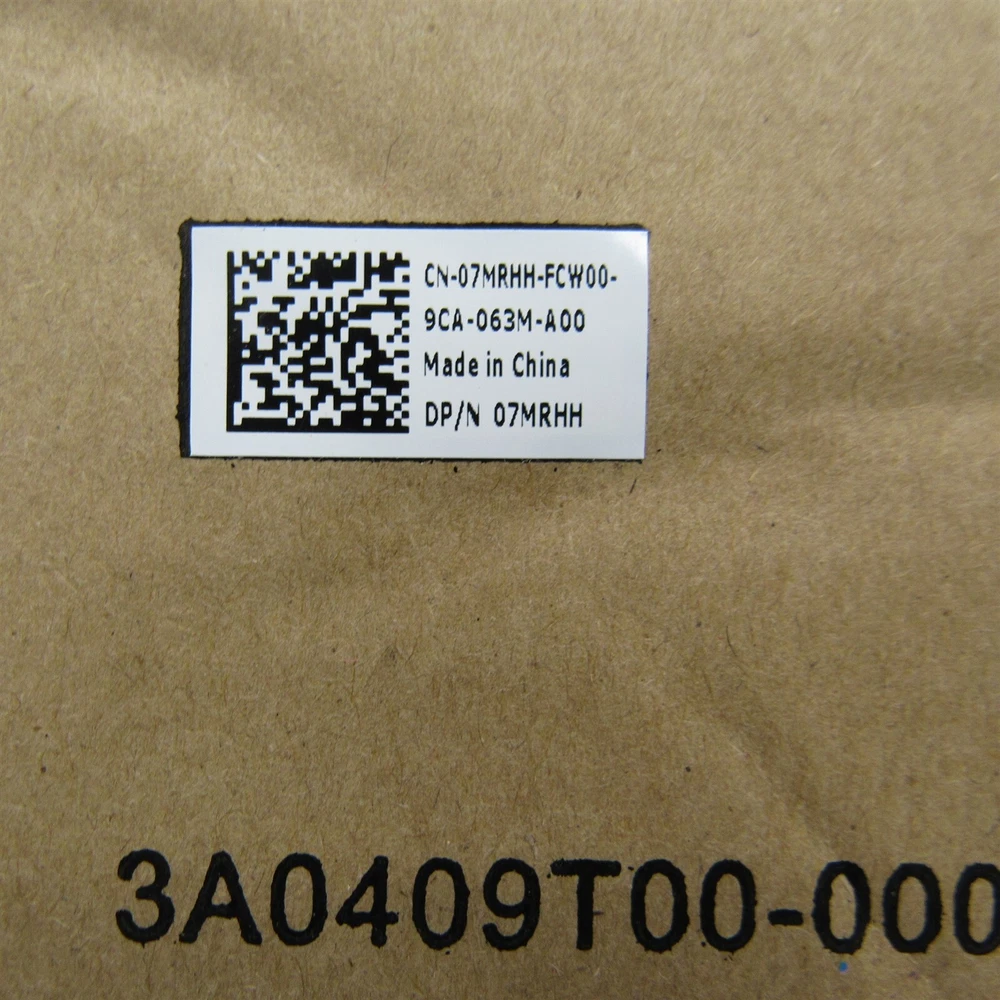 CN-07MRHH-FCW00-
9CA-063M-A00
Made in China
DP/N 07MRHH
3A0409T00-000